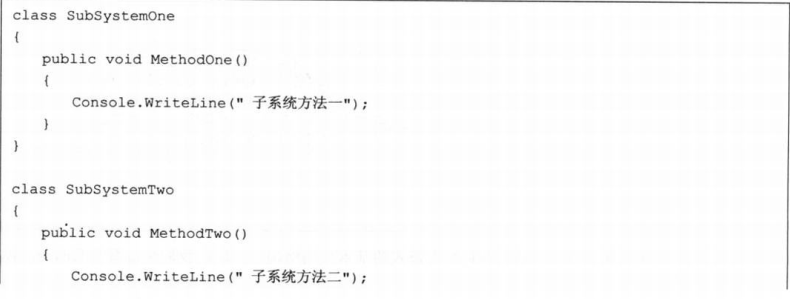 class SubSystemOne
{
    public void MethodOne()
    {
        Console.WriteLine(" 子系统方法一");
    }
}
class SubSystemTwo
{
    public void MethodTwo()
    {
        Console.WriteLine(" 子系统方法二");